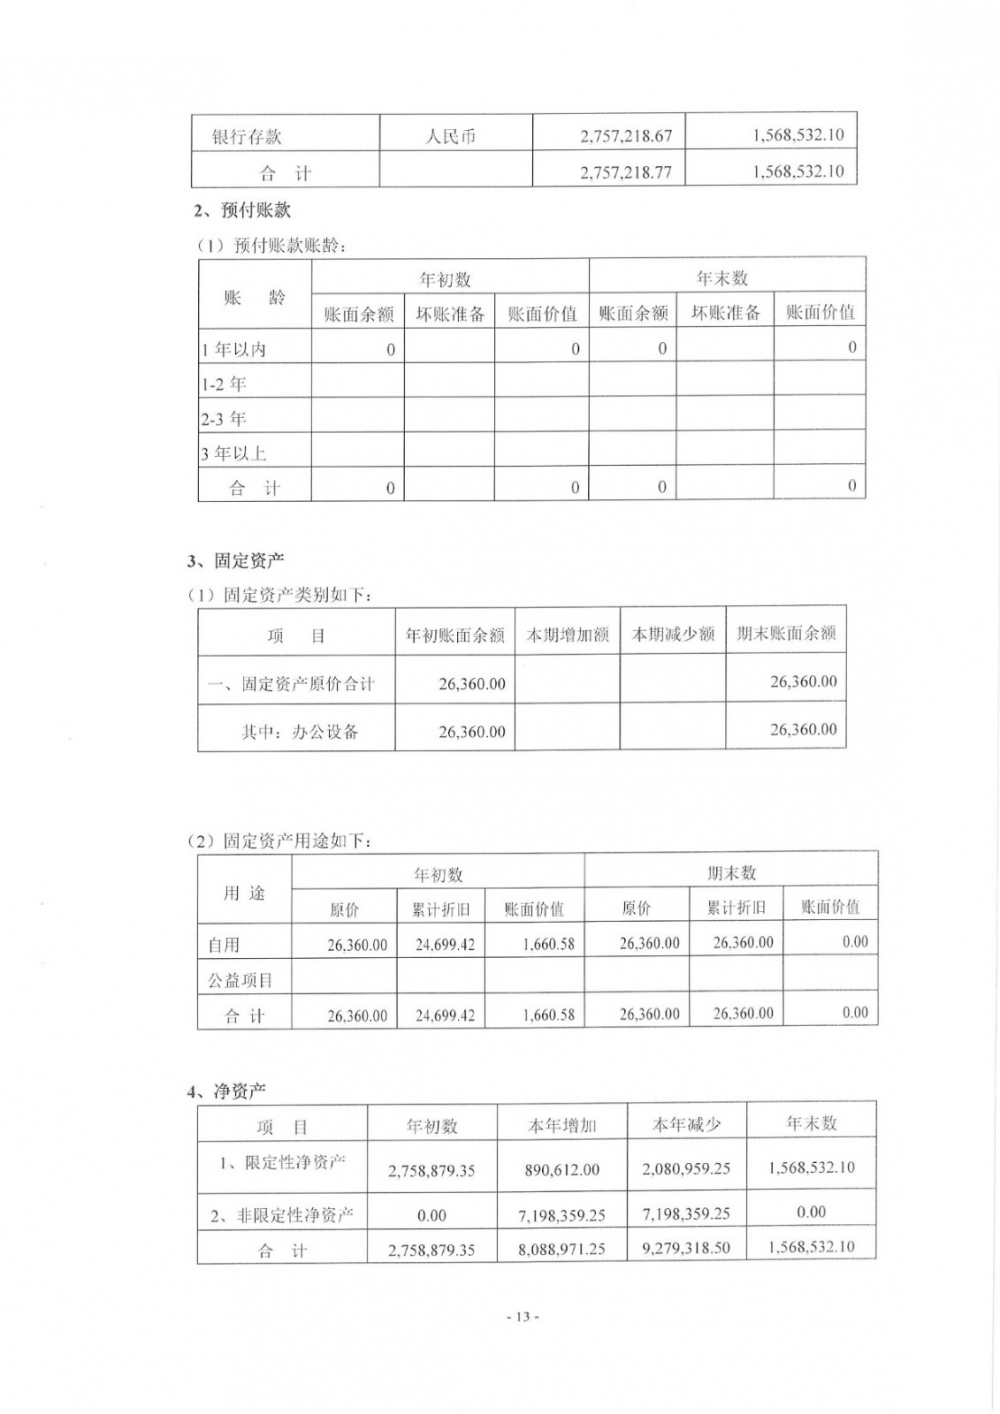 银行存款 人民币 2,757,218.67 1,568,532.10
合 计 2,757,218.77 1,568,532.10
2、预付账款
（1）预付账款账龄：
账 龄 年初数 年末数
账面余额 坏账准备 账面价值 账面余额 坏账准备 账面价值
1 年以内 0 0 0 0
1-2 年
2-3 年
3 年以上
合 计 0 0 0 0
3、固定资产
（1）固定资产类别如下：
项 目 年初账面余额 本期增加额 本期减少额 期末账面余额
一、固定资产原价合计 26,360.00 26,360.00
其中：办公设备 26,360.00 26,360.00
（2）固定资产用途如下：
用 途 年初数 期末数
原价 累计折旧 账面价值 原价 累计折旧 账面价值
自用 26,360.00 24,699.42 1,660.58 26,360.00 26,360.00 0.00
公益项目
合 计 26,360.00 24,699.42 1,660.58 26,360.00 26,360.00 0.00
4、净资产
项 目 年初数 本年增加 本年减少 年末数
1、限定性净资产 2,758,879.35 890,612.00 2,080,959.25 1,568,532.10
2、非限定性净资产 0.00 7,198,359.25 7,198,359.25 0.00
合 计 2,758,879.35 8,088,971.25 9,279,318.50 1,568,532.10
- 13 -